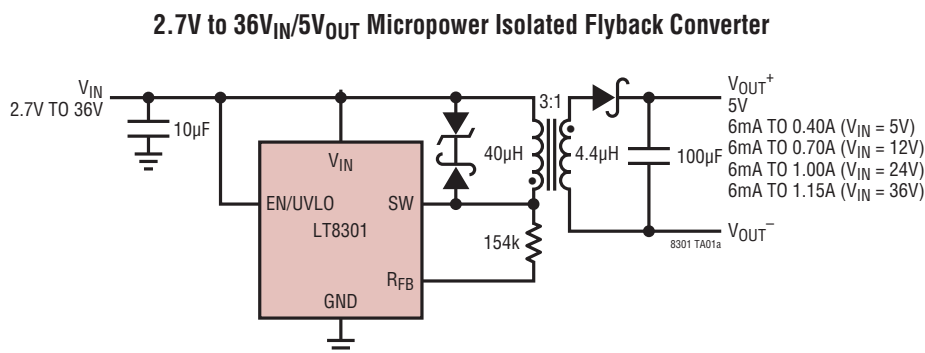 2.7V to 36VIN/5VOUT Micropower Isolated Flyback Converter
VIN
2.7V TO 36V
10µF
VIN
EN/UVLO
SW
LT8301
RFB
GND
154k
3:1
40µH
4.4µH
100µF
VOUT+
5V
6mA TO 0.40A (VIN = 5V)
6mA TO 0.70A (VIN = 12V)
6mA TO 1.00A (VIN = 24V)
6mA TO 1.15A (VIN = 36V)
VOUT–
8301 TA01a